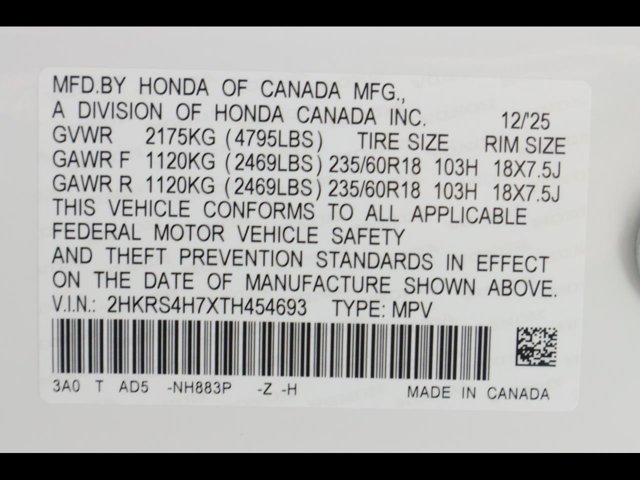 MFD.BY HONDA OF CANADA MFG.,
A DIVISION OF HONDA CANADA INC. 12/'25
GVWR 2175KG (4795LBS) TIRE SIZE RIM SIZE
GAWR F 1120KG (2469LBS) 235/60R18 103H 18X7.5J
GAWR R 1120KG (2469LBS) 235/60R18 103H 18X7.5J
THIS VEHICLE CONFORMS TO ALL APPLICABLE
FEDERAL MOTOR VEHICLE SAFETY
AND THEFT PREVENTION STANDARDS IN EFFECT
ON THE DATE OF MANUFACTURE SHOWN ABOVE.
V.I.N.: 2HKRS4H7XTH454693 TYPE: MPV
3A0 T AD5 -NH883P -Z -H MADE IN CANADA